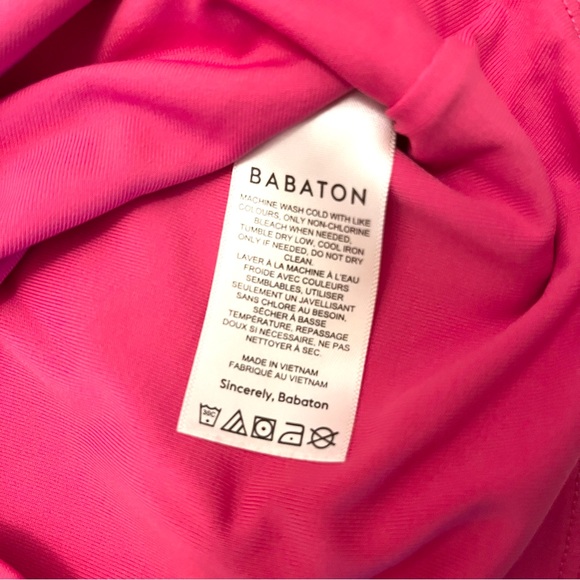 BABATON
MACHINE WASH COLD WITH LIKE
COLOURS, ONLY NON-CHLORINE
BLEACH WHEN NEEDED,
TUMBLE DRY LOW, COOL IRON
ONLY IF NEEDED, DO NOT DRY
CLEAN.
LAVER À LA MACHINE À L'EAU
FROIDE AVEC COULEURS
SEMBLABLES, UTILISER
SEULEMENT UN JAVELLISANT
SANS CHLORE AU BESOIN,
SÉCHER À BASSE
TEMPÉRATURE, REPASSAGE
DOUX SI NÉCESSAIRE, NE PAS
NETTOYER À SEC.
MADE IN VIETNAM
FABRIQUÉ AU VIETNAM
Sincerely, Babaton
30C